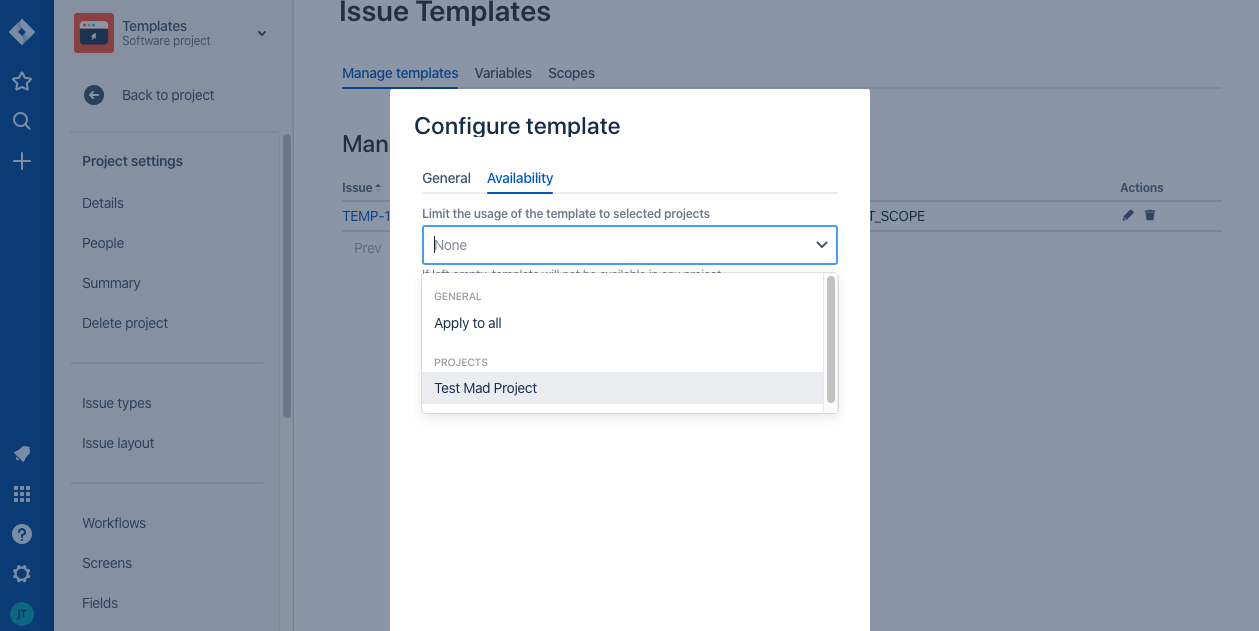 Issue Templates
Templates
Software project
Back to project
Project settings
Details
People
Summary
Delete project
Issue types
Issue layout
Workflows
Screens
Fields
JT
Manage templates Variables Scopes
Man
Issue
Actions
TEMP-1
T_SCOPE
Prev
Configure template
General Availability
Limit the usage of the template to selected projects
None
If left empty, template will not be available in any project
GENERAL
Apply to all
PROJECTS
Test Mad Project